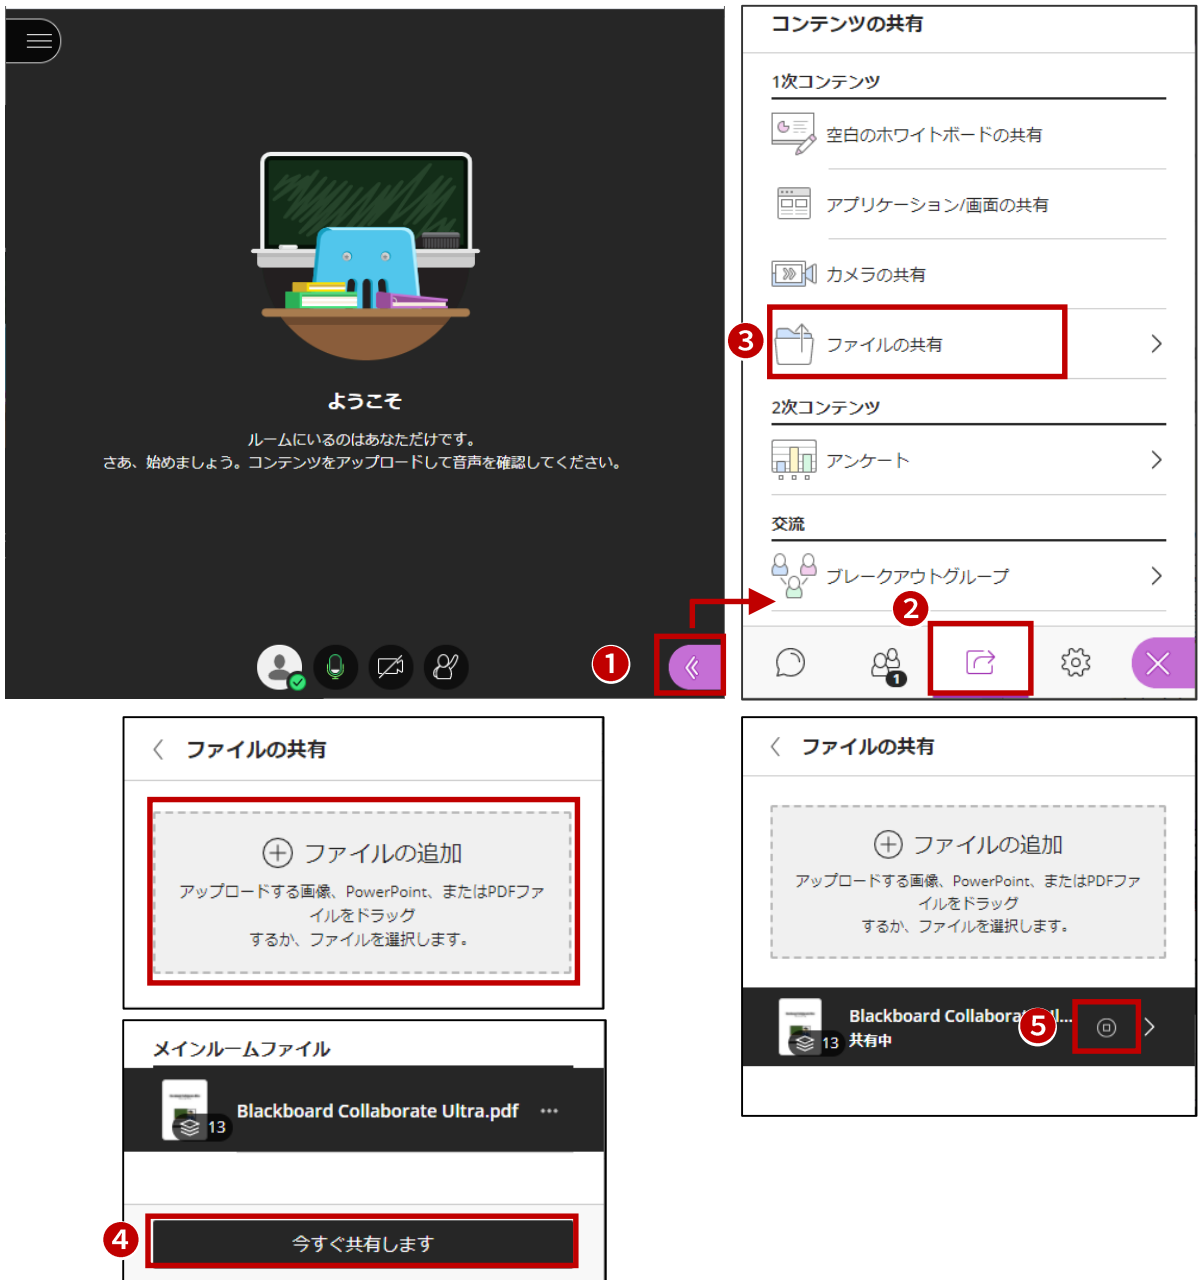 ようこそ
ルームにいるのはあなただけです。
さあ、始めましょう。コンテンツをアップロードして音声を確認してください。
1
コンテンツの共有
1次コンテンツ
空白のホワイトボードの共有
アプリケーション/画面の共有
カメラの共有
3
ファイルの共有
2次コンテンツ
アンケート
交流
ブレークアウトグループ
2
1
ファイルの共有
ファイルの追加
アップロードする画像、PowerPoint、またはPDFファ
イルをドラッグ
するか、ファイルを選択します。
メインルームファイル
Blackboard Collaborate Ultra.pdf
13
4
今すぐ共有します
ファイルの共有
ファイルの追加
アップロードする画像、PowerPoint、またはPDFファ
イルをドラッグ
するか、ファイルを選択します。
Blackboard Collabora
5
13 共有中